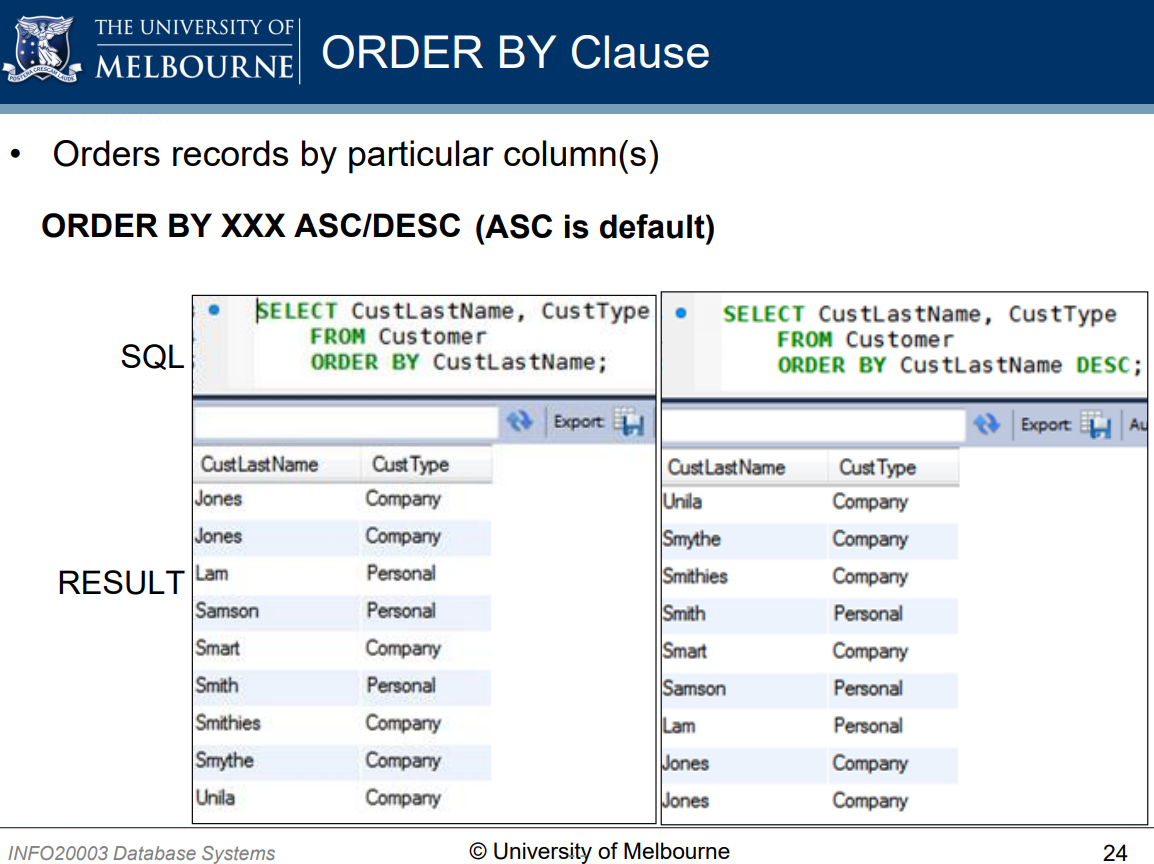 THE UNIVERSITY OF
MELBOURNE
ORDER BY Clause
• Orders records by particular column(s)
ORDER BY XXX ASC/DESC (ASC is default)
SQL
SELECT CustLastName, CustType
FROM Customer
ORDER BY CustLastName;
Export:
CustLastName CustType
Jones Company
Jones Company
Lam Personal
Samson Personal
Smart Company
Smith Personal
Smithies Company
Smythe Company
Unila Company
SELECT CustLastName, CustType
FROM Customer
ORDER BY CustLastName DESC;
Export: Au
CustLastName CustType
Unila Company
Smythe Company
Smithies Company
Smith Personal
Smart Company
Samson Personal
Lam Personal
Jones Company
Jones Company
RESULT
INFO20003 Database Systems
© University of Melbourne
24